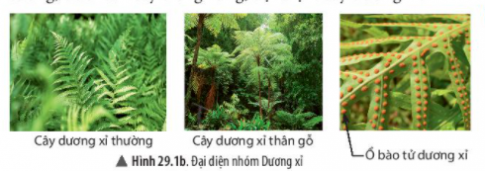 Cây dương xỉ thường
Cây dương xỉ thân gỗ
Ổ bào tử dương xỉ
▲ Hình 29.1b. Đại diện nhóm Dương xỉ